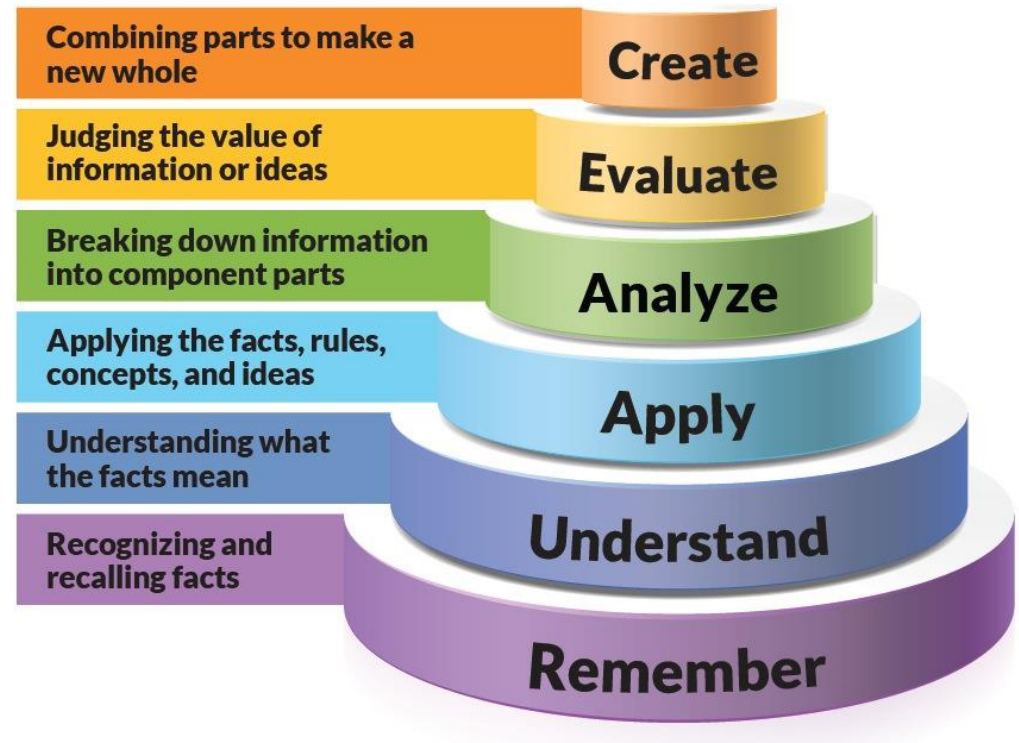 Combining parts to make a
new whole
Create
Judging the value of
information or ideas
Evaluate
Breaking down information
into component parts
Analyze
Applying the facts, rules,
concepts, and ideas
Apply
Understanding what
the facts mean
Understand
Recognizing and
recalling facts
Remember